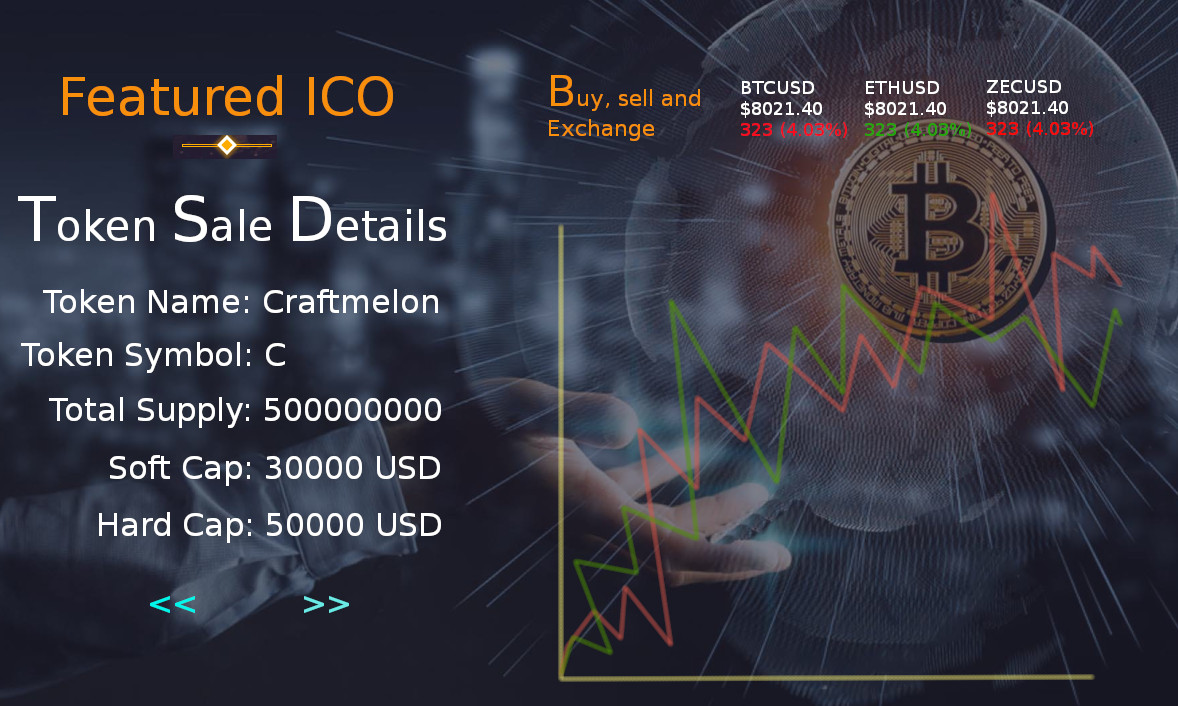 Featured ICO
Token Sale Details
Token Name: Craftmelon
Token Symbol: C
Total Supply: 500000000
Soft Cap: 30000 USD
Hard Cap: 50000 USD
<< >>
Buy, sell and
Exchange
BTCUSD
$8021.40
323 (4.03%)
ETHUSD
$8021.40
323 (4.03%)
ZECUSD
$8021.40
323 (4.03%)